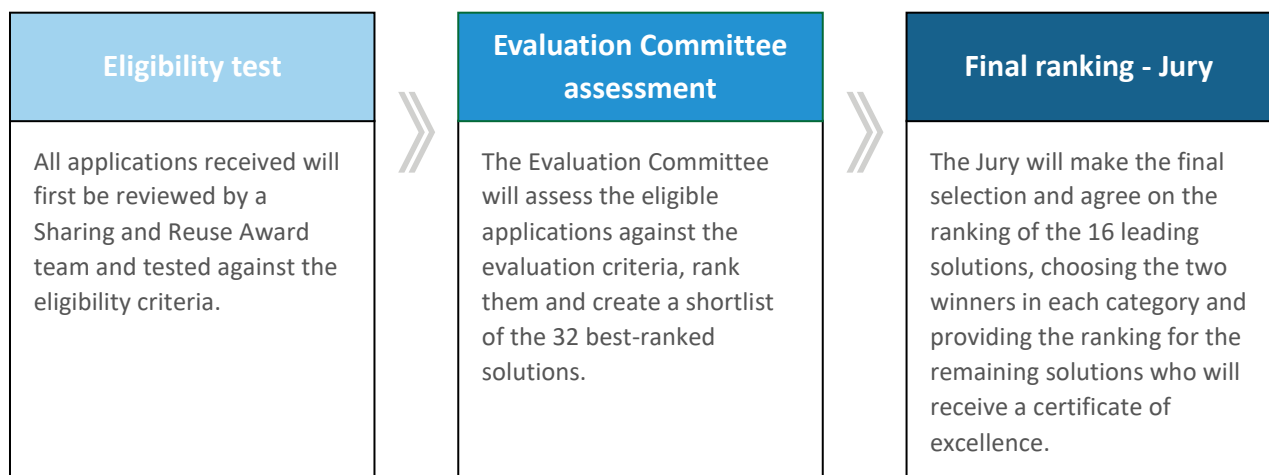 Eligibility test
All applications received will
first be reviewed by a
Sharing and Reuse Award
team and tested against the
eligibility criteria.
Evaluation Committee
assessment
The Evaluation Committee
will assess the eligible
applications against the
evaluation criteria, rank
them and create a shortlist
of the 32 best-ranked
solutions.
Final ranking - Jury
The Jury will make the final
selection and agree on the
ranking of the 16 leading
solutions, choosing the two
winners in each category and
providing the ranking for the
remaining solutions who will
receive a certificate of
excellence.